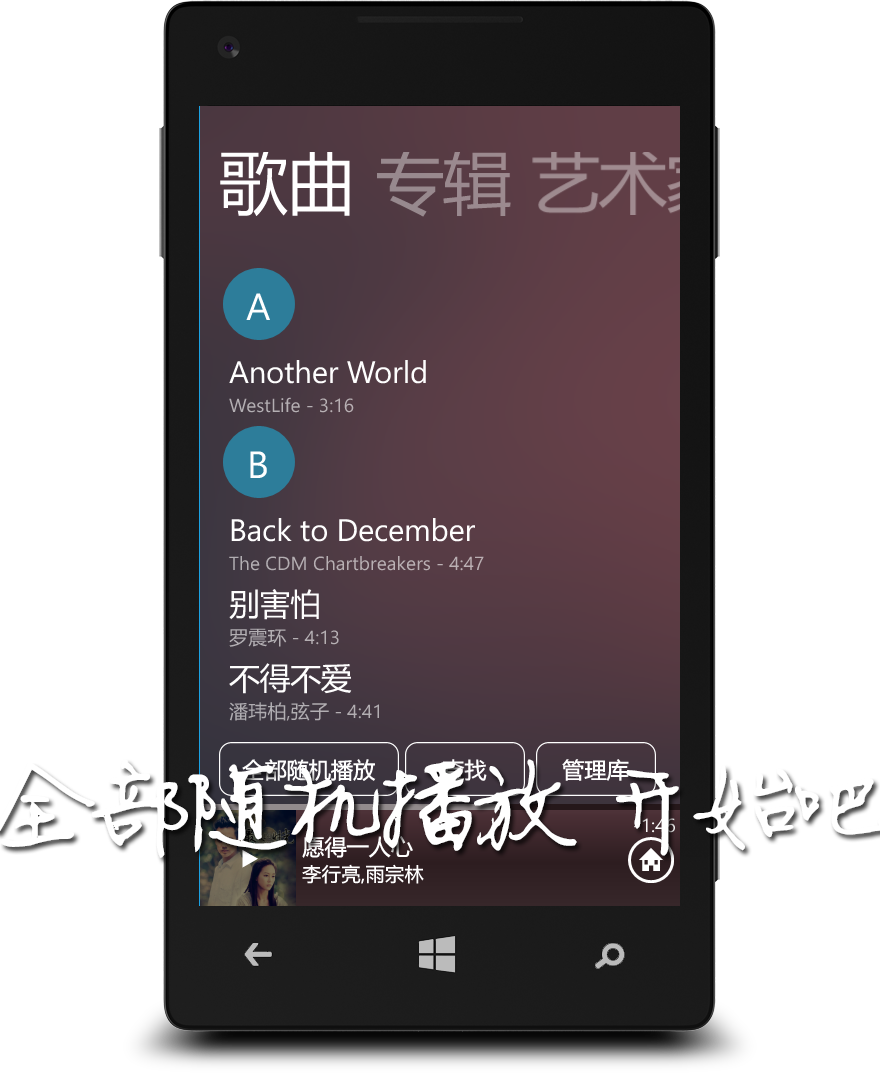 歌曲 专辑 艺术家
A
Another World
WestLife - 3:16
B
Back to December
The CDM Chartbreakers - 4:47
别害怕
罗震环 - 4:13
不得不爱
潘玮柏,弦子 - 4:41
全部随机播放 查找 管理库
全部随机播放 开始吧
1:45
愿得一人心
李行亮,雨宗林